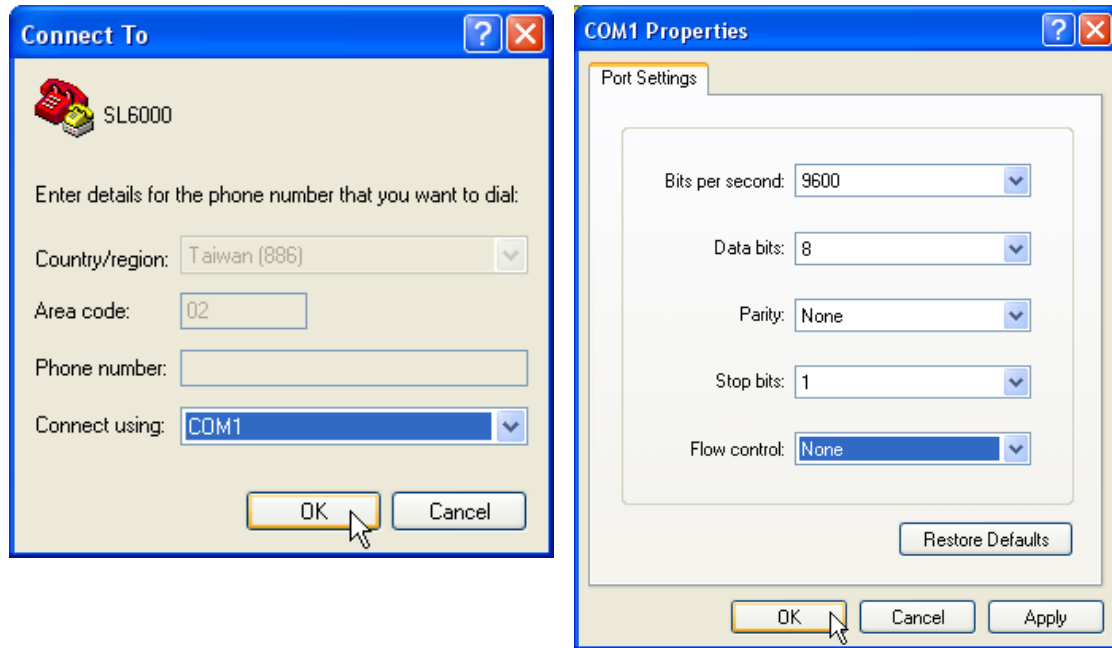 Connect To
SL6000
Enter details for the phone number that you want to dial:
Country/region: Taiwan (886)
Area code: 02
Phone number:
Connect using: COM1
OK Cancel
COM1 Properties
Port Settings
Bits per second: 9600
Data bits: 8
Parity: None
Stop bits: 1
Flow control: None
Restore Defaults
OK Cancel Apply